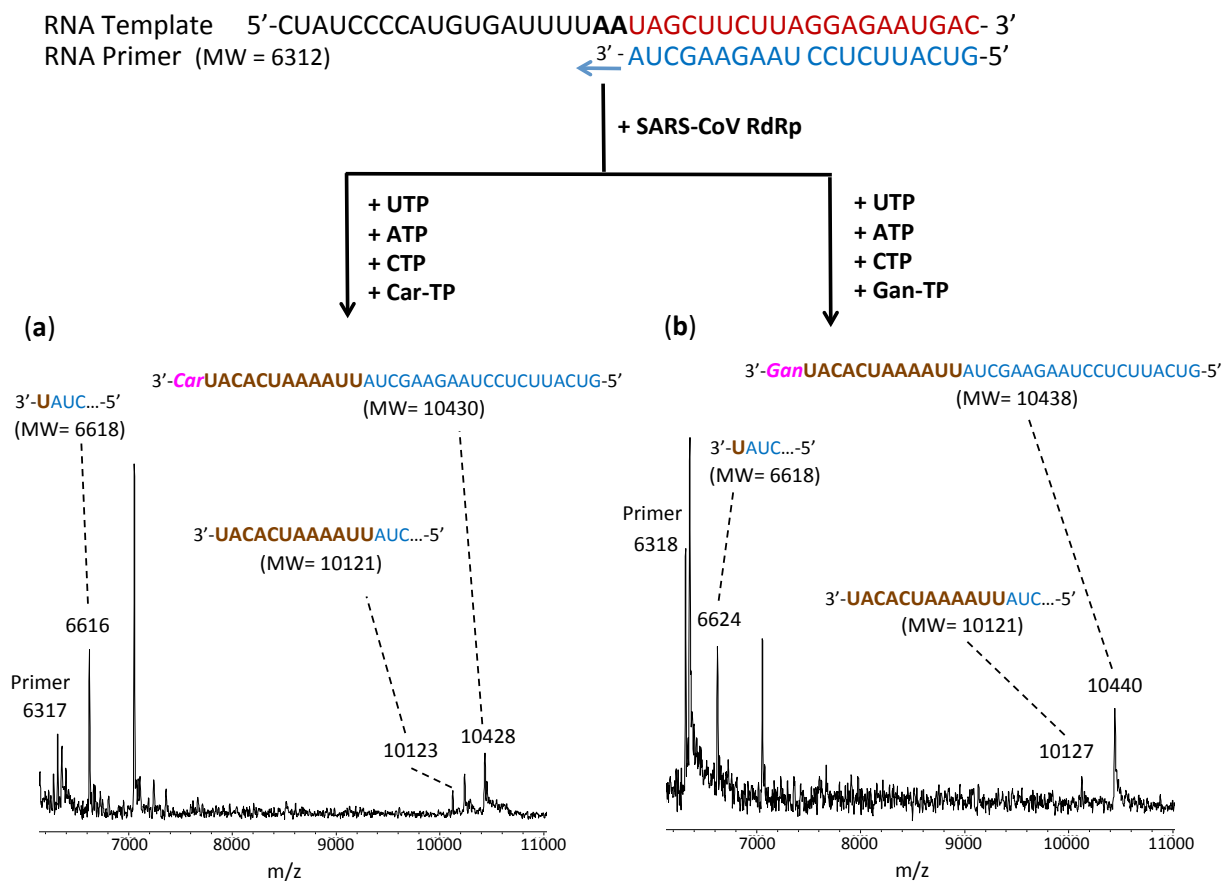 RNA Template 5’-CUAUCCCCAUGUGAUUUUAAUAGCUUCUUAGGAGAAUGAC- 3’
RNA Primer (MW = 6312) 3’ - AUCGAAGAAU CCUCUUACUG-5’
+ SARS-CoV RdRp
+ UTP
+ ATP
+ CTP
+ Car-TP
+ UTP
+ ATP
+ CTP
+ Gan-TP
(a)
3’-CarUACACUAAAAUUAUCGAAGAAUCCUCUUACUG-5’
(MW= 10430)
3’-UAUC...-5’
(MW= 6618)
3’-UACACUAAAAUUAUC...-5’
(MW= 10121)
6616
Primer
6317
10123
10428
7000 8000 9000 10000 11000
m/z
(b)
3’-GanUACACUAAAAUUAUCGAAGAAUCCUCUUACUG-5’
(MW= 10438)
3’-UAUC...-5’
(MW= 6618)
Primer
6318
3’-UACACUAAAAUUAUC...-5’
(MW= 10121)
6624
10440
10127
7000 8000 9000 10000 11000
m/z